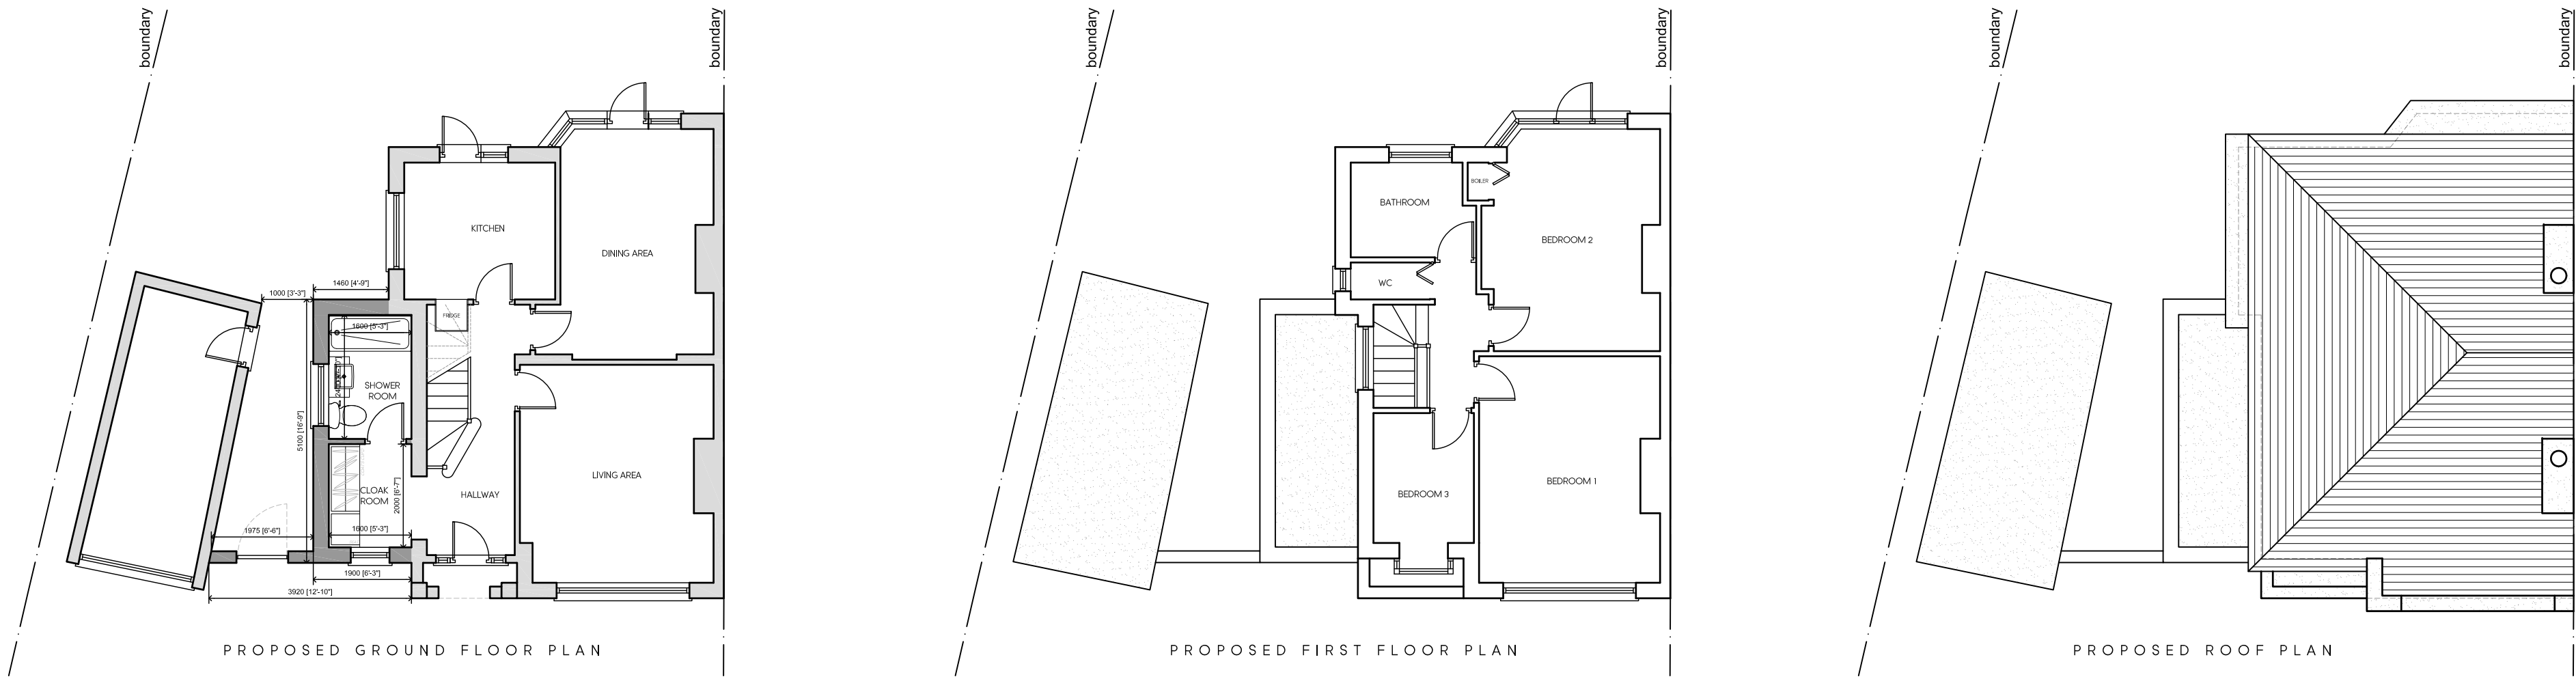 boundary
boundary
boundary
boundary
boundary
boundary
KITCHEN
DINING AREA
1460 [4'-9"]
1000 [3'-3"]
FRIDGE
1600 [5'-3"]
SHOWER
ROOM
5100 [16'-9"]
CLOAK
ROOM
2000 [6'-7"]
HALLWAY
LIVING AREA
1975 [6'-6"]
1600 [5'-3"]
1900 [6'-3"]
3920 [12'-10"]
PROPOSED GROUND FLOOR PLAN
BOILER
BATHROOM
BEDROOM 2
WC
BEDROOM 3
BEDROOM 1
PROPOSED FIRST FLOOR PLAN
PROPOSED ROOF PLAN